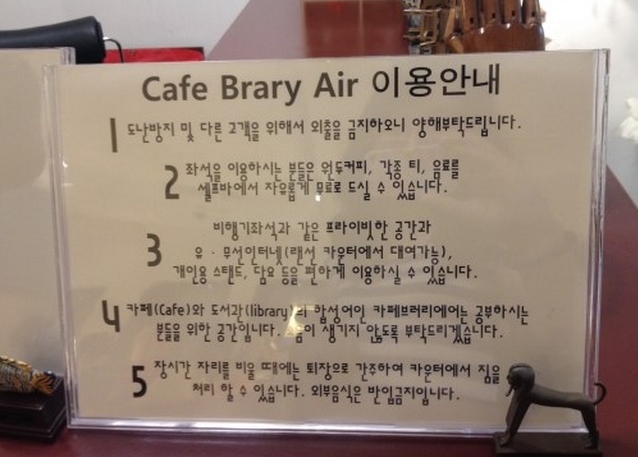 Cafe Brary Air 이용안내
1 도난방지 및 다른 고객을 위해서 외출을 금지하오니 양해부탁드립니다.
2 좌석을 이용하시는 분들은 원두커피, 각종 티, 음료를
셀프바에서 자유롭게 무료로 드실 수 있습니다.
3 비행기좌석과 같은 프라이빗한 공간과
유·무선인터넷(랜선 카운터에서 대여가능),
개인용 스탠드, 담요 등을 편하게 이용하실 수 있습니다.
4 카페(Cafe)와 도서관(library)의 합성어인 카페브러리에어는 공부하시는
분들을 위한 공간입니다. 소음이 생기지 않도록 부탁드리겠습니다.
5 장시간 자리를 비울 때에는 퇴장으로 간주하여 카운터에서 짐을
처리 할 수 있습니다. 외부음식은 반입금지입니다.